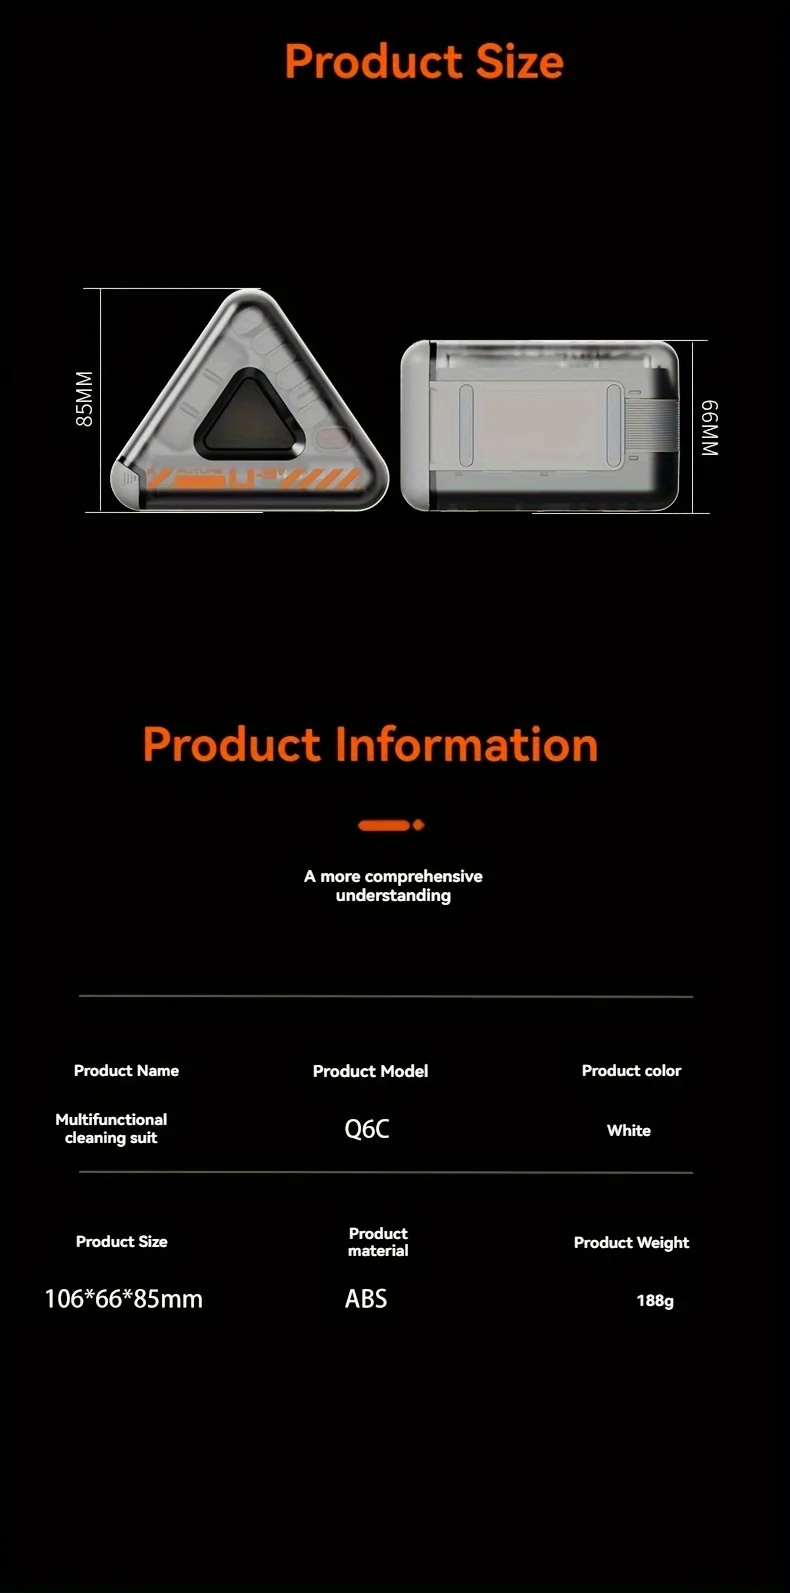 Product Size
85MM
66MM
Product Information
A more comprehensive
understanding
Product Name
Product Model
Product color
Multifunctional
cleaning suit
Q6C
White
Product Size
Product
material
Product Weight
106*66*85mm
ABS
188g